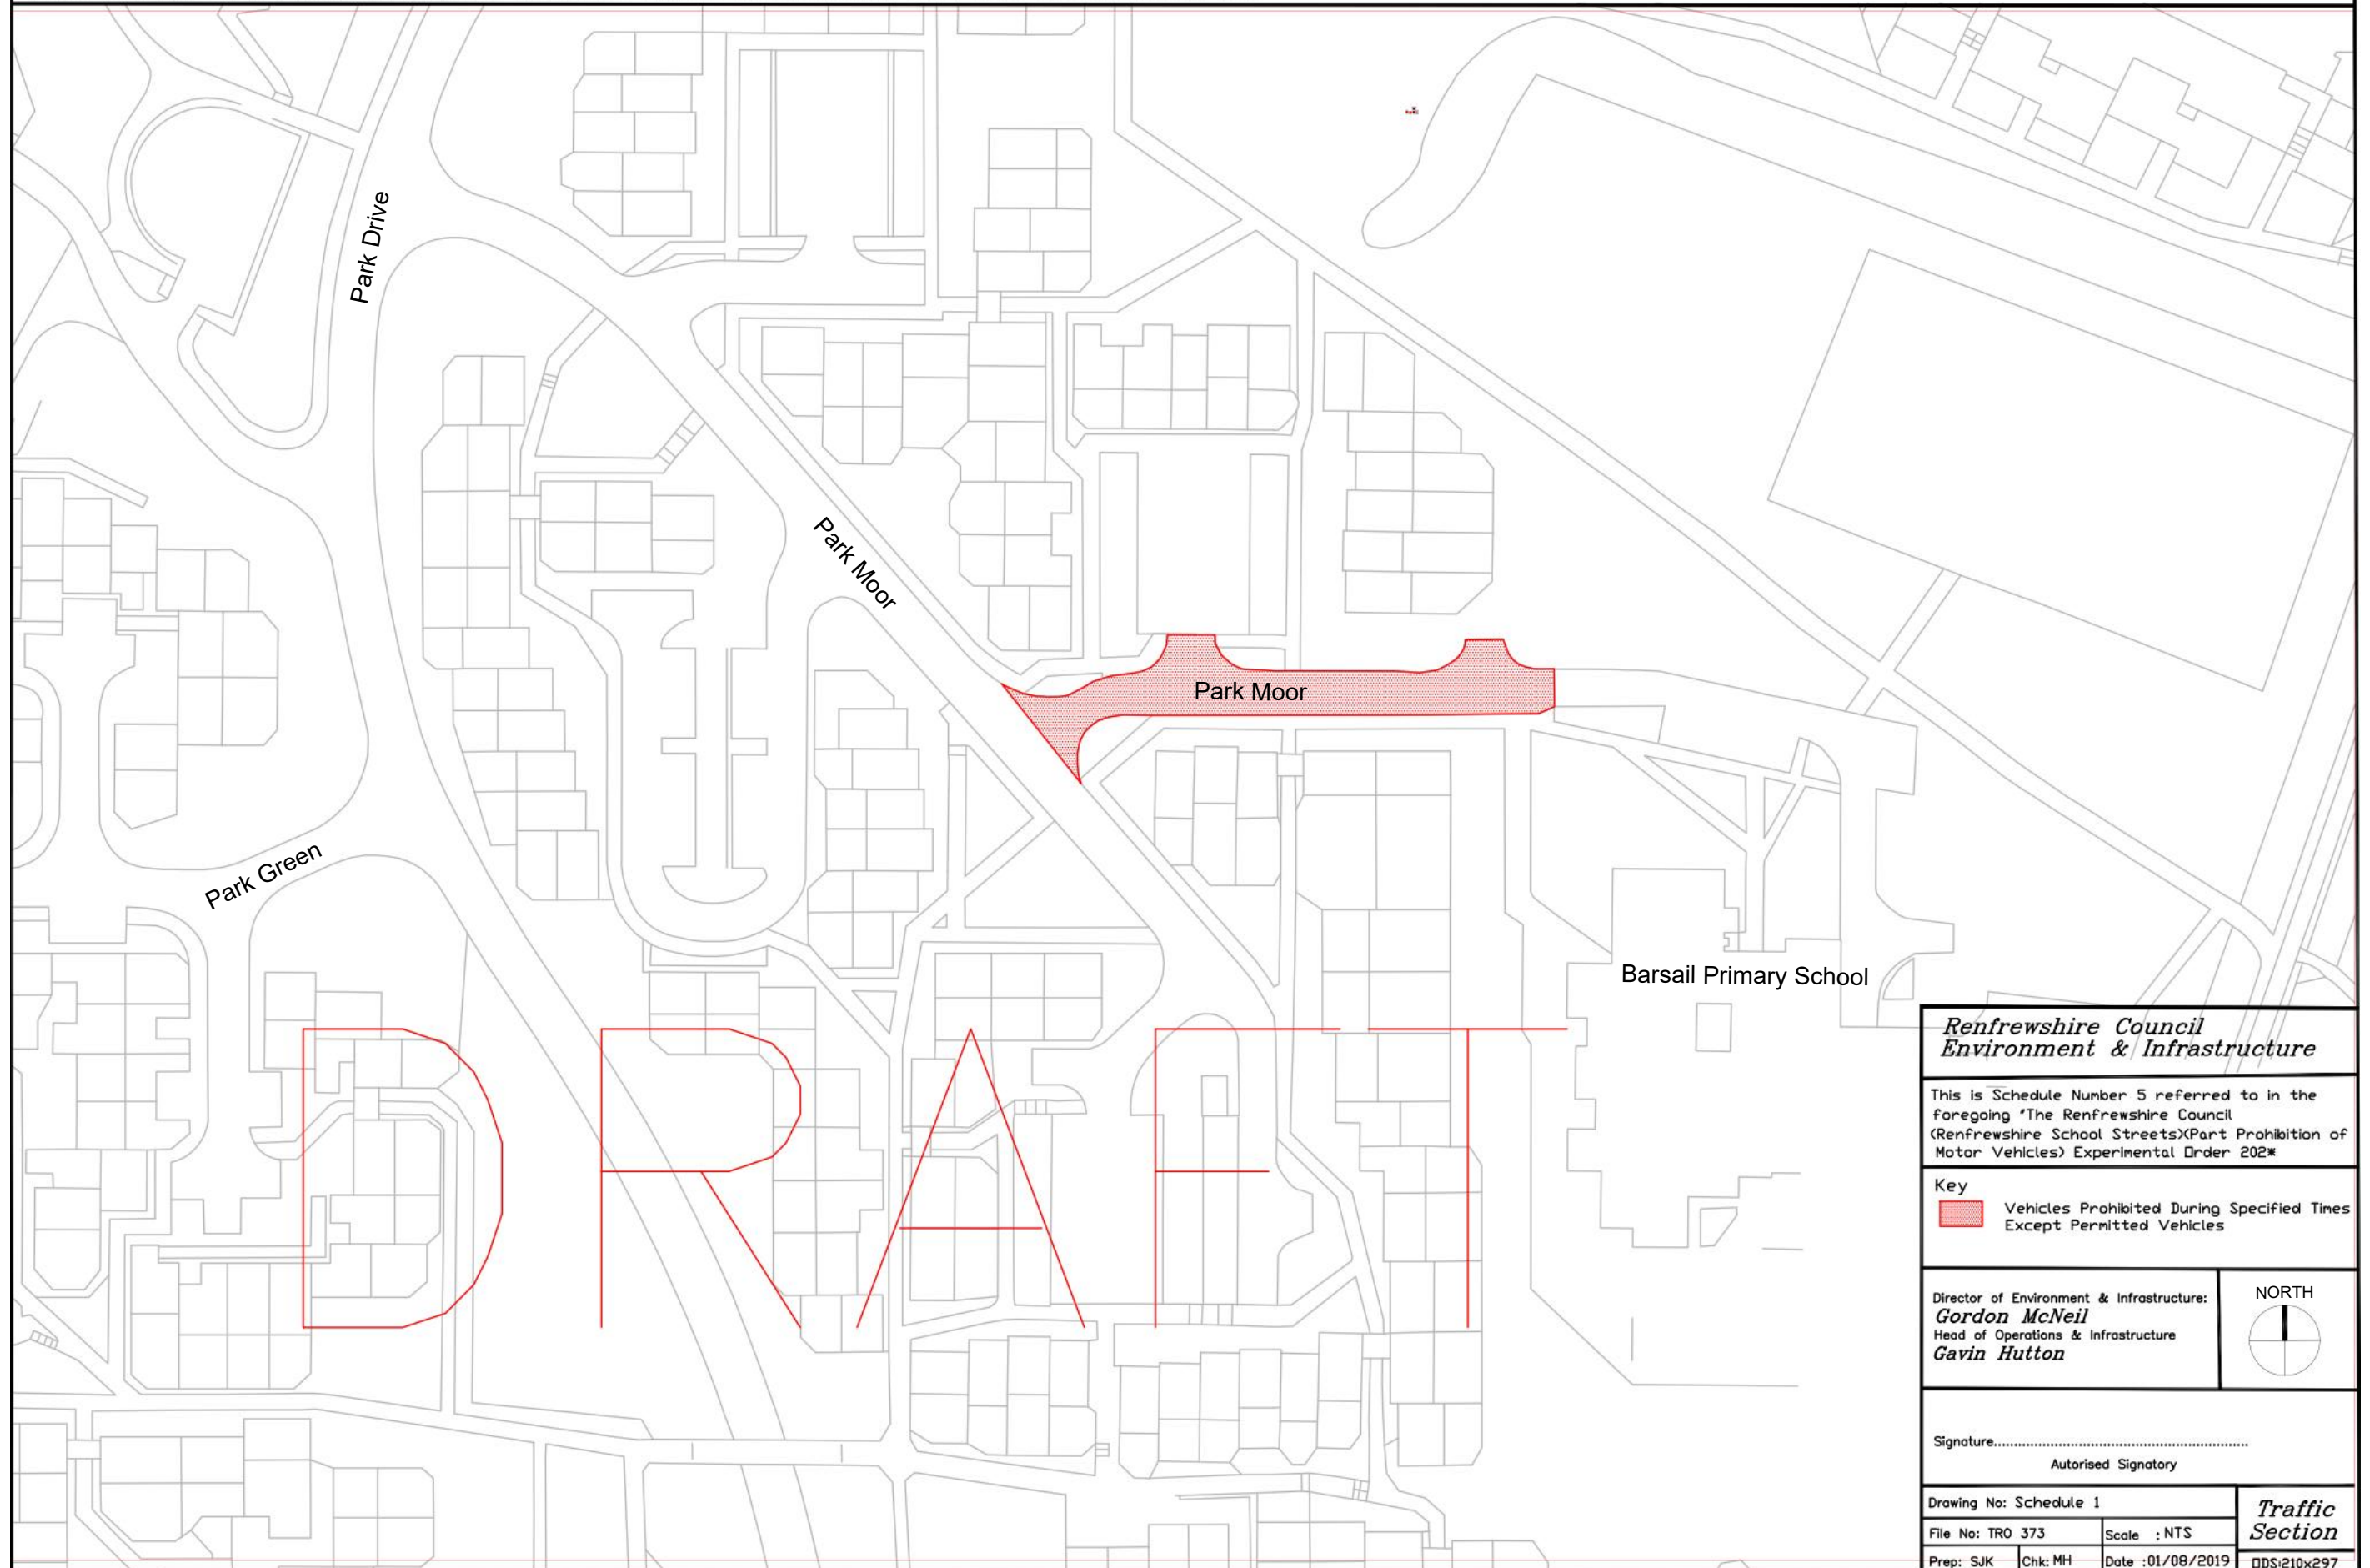 Park Drive
Park Moor
Park Moor
Park Green
Barsail Primary School
DRAFT
Renfrewshire Council
Environment & Infrastructure
This is Schedule Number 5 referred to in the
foregoing "The Renfrewshire Council
(Renfrewshire School Streets)(Part Prohibition of
Motor Vehicles) Experimental Order 202*
Key
Vehicles Prohibited During Specified Times
Except Permitted Vehicles
Director of Environment & Infrastructure:
Gordon McNeil
Head of Operations & Infrastructure
Gavin Hutton
NORTH
Signature..............................................................
Autorised Signatory
Drawing No: Schedule 1
File No: TRO 373
Scale : NTS
Prep: SJK
Chk: MH
Date :01/08/2019
Traffic
Section
ODS:210x297